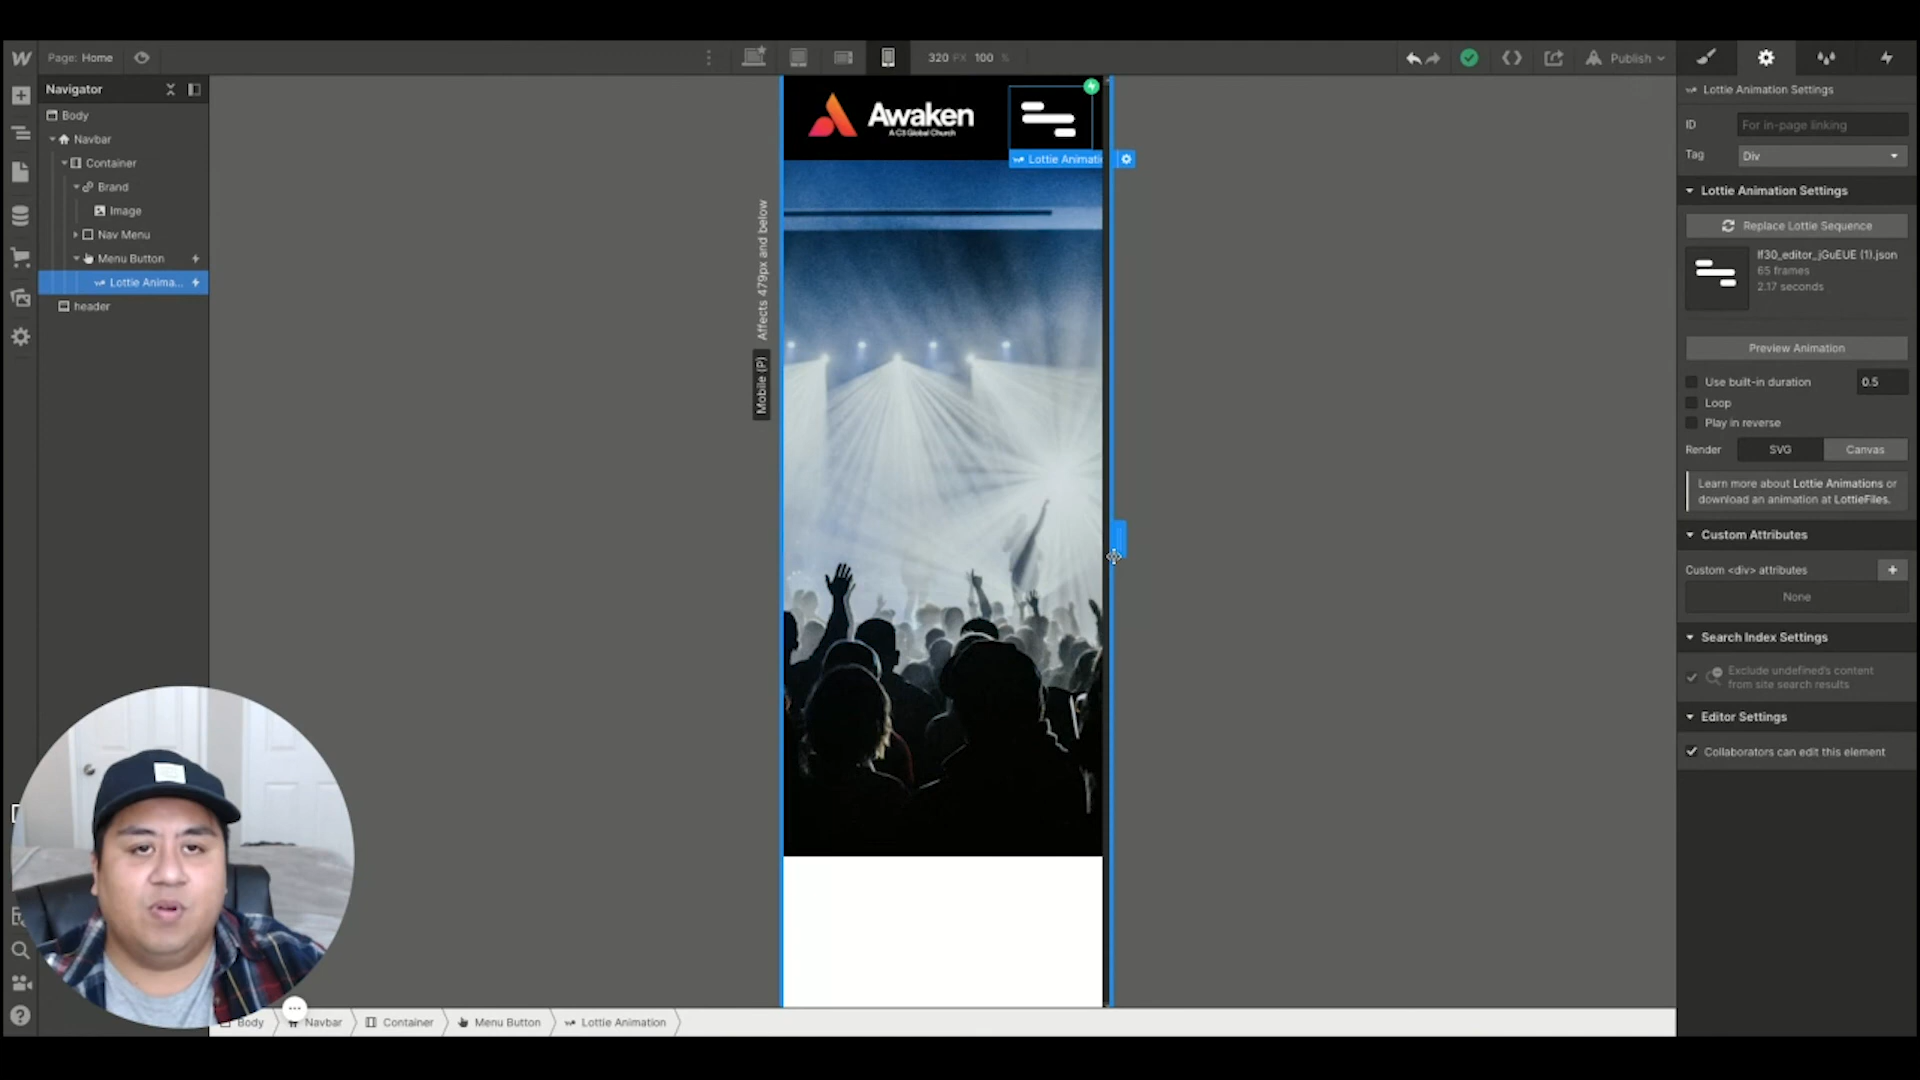 Page: Home
320 PX 100 %
Publish
Navigator
Body
Navbar
Container
Brand
Image
Nav Menu
Menu Button
Lottie Anima...
header
Affects 479px and below
Mobile (P)
Awaken
A C3 Global Church
Lottie Animati
Lottie Animation Settings
ID
For in-page linking
Tag
Div
Lottie Animation Settings
Replace Lottie Sequence
lf30_editor_jGuEUE (1).json
65 frames
2.17 seconds
Preview Animation
Use built-in duration
0.5
Loop
Play in reverse
Render
SVG
Canvas
Learn more about Lottie Animations or
download an animation at LottieFiles.
Custom Attributes
Custom <div> attributes
None
Search Index Settings
Exclude undefined's content
from site search results
Editor Settings
Collaborators can edit this element
Body
Navbar
Container
Menu Button
Lottie Animation